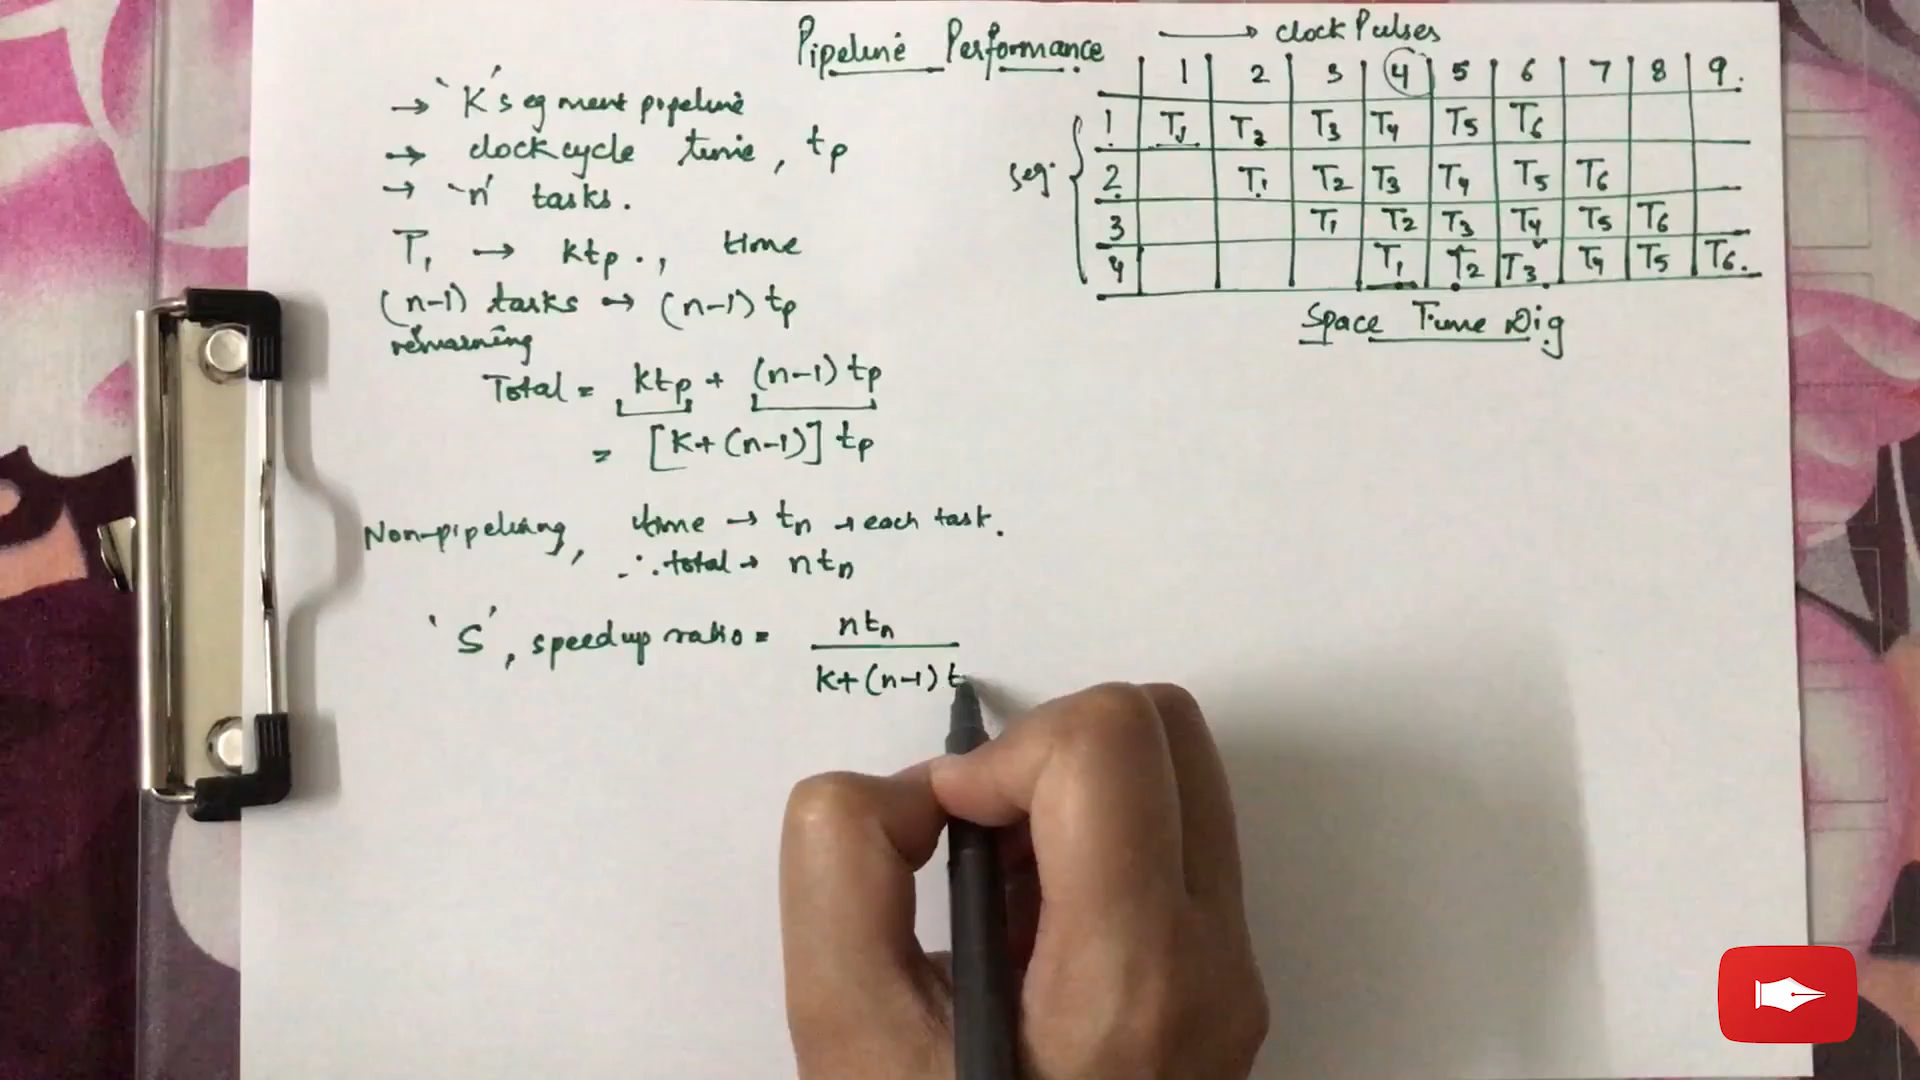 Pipeline Performance
→ 'K' segment pipeline
→ clock cycle time, tp
→ 'n' tasks.
T1 → ktp., time
(n-1) tasks → (n-1) tp
remaining
Total = ktp + (n-1) tp
= [K+(n-1)] tp
Non-pipelining, time → tn → each task.
∴ total → ntn
'S', speedup ratio = ntn
k+(n-1) t
→ clock Pulses
1 2 3 4 5 6 7 8 9.
seg. 1 T1 T2 T3 T4 T5 T6
2 T1 T2 T3 T4 T5 T6
3 T1 T2 T3 T4 T5 T6
4 T1 T2 T3 T4 T5 T6.
Space Time Dig